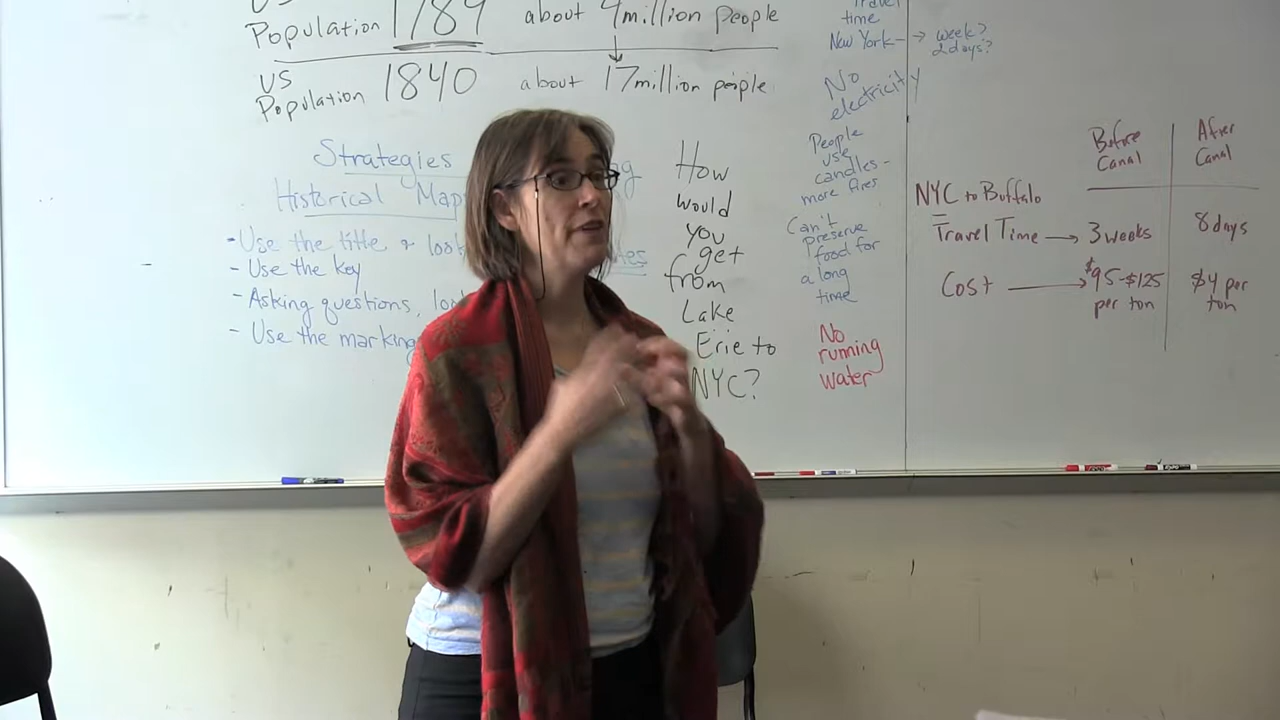 US
Population 1789 about 4 million people
US
Population 1840 about 17 million people
Strategies
Historical Map
- Use the title & look
- Use the key
- Asking questions,
- Use the marking
How
would
you
get
from
Lake
Erie to
NYC?
Travel
time
New York → week?
2 days?
No
electricity
People
use
candles -
more fires
Can't
preserve
food for
a long
time
No
running
water
Before
Canal
After
Canal
NYC to Buffalo
Travel Time → 3 weeks
8 days
Cost → $95-$125
per ton
$4 per
ton